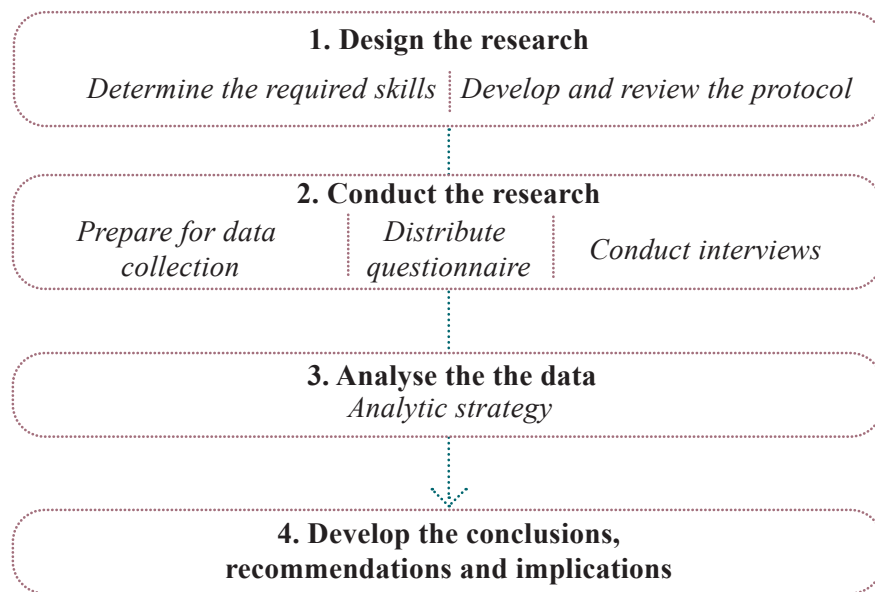 1. Design the research
Determine the required skills
Develop and review the protocol
2. Conduct the research
Prepare for data
collection
Distribute
questionnaire
Conduct interviews
3. Analyse the the data
Analytic strategy
4. Develop the conclusions,
recommendations and implications